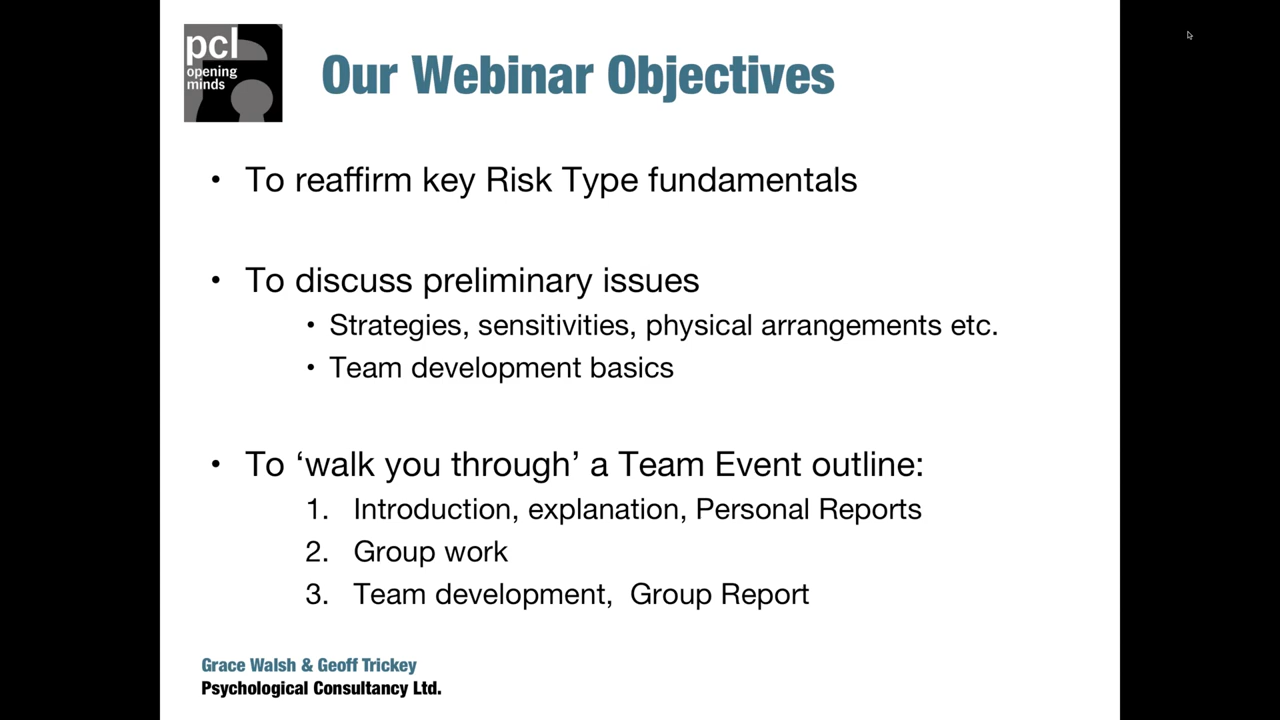 pcl
opening
minds
Our Webinar Objectives
• To reaffirm key Risk Type fundamentals
• To discuss preliminary issues
• Strategies, sensitivities, physical arrangements etc.
• Team development basics
• To ‘walk you through’ a Team Event outline:
1. Introduction, explanation, Personal Reports
2. Group work
3. Team development, Group Report
Grace Walsh & Geoff Trickey
Psychological Consultancy Ltd.